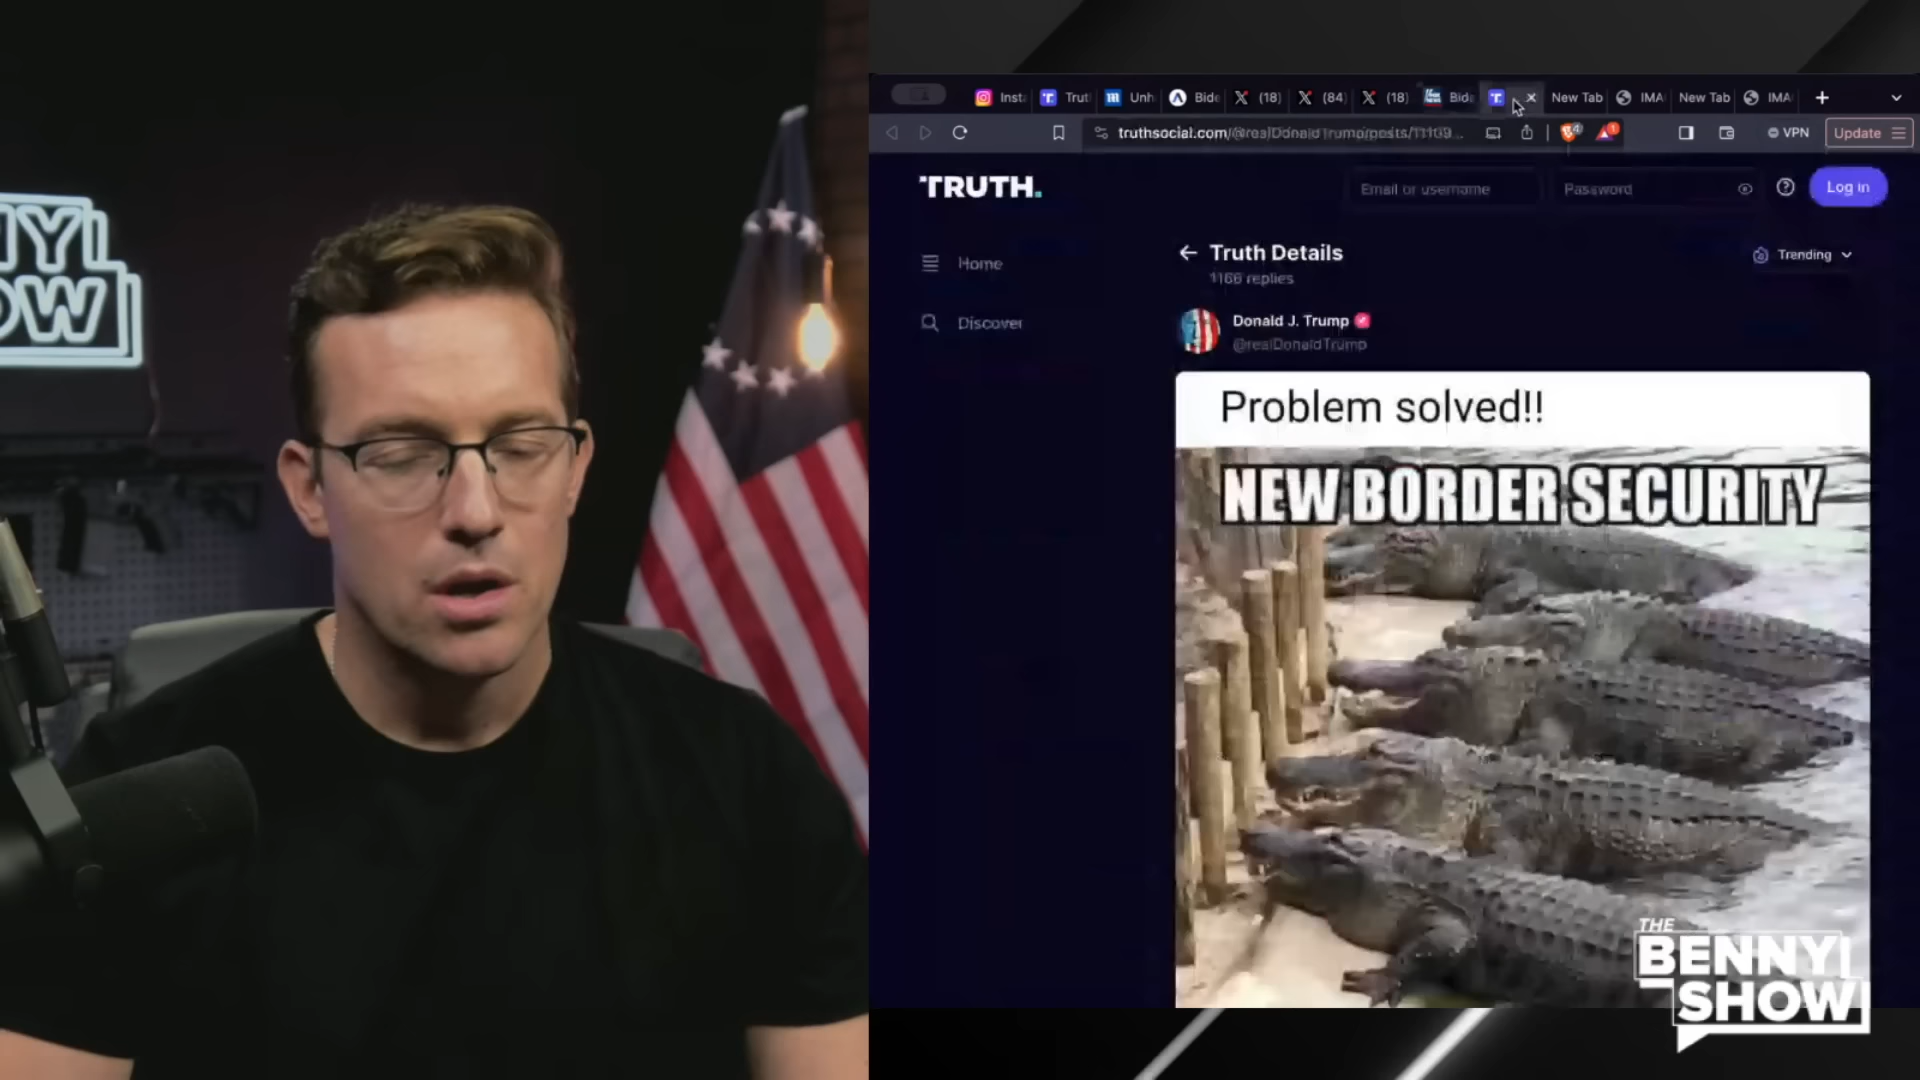 NY
OW
Inst
Trut
Unh
Bide
(18)
(84)
(18)
Bide
New Tab
IMA
New Tab
IMA
truthsocial.com/@realDonaldTrump/posts/11109...
VPN
Update
TRUTH.
Email or username
Password
Log in
Home
Discover
Truth Details
1166 replies
Trending
Donald J. Trump
@realDonaldTrump
Problem solved!!
NEW BORDER SECURITY
THE
BENNY
SHOW